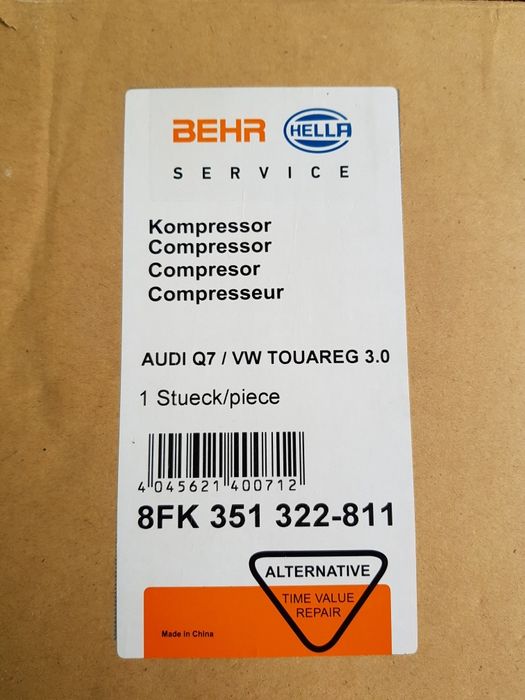 BEHR HELLA
SERVICE
Kompressor
Compressor
Compresor
Compresseur
AUDI Q7 / VW TOUAREG 3.0
1 Stueck/piece
4 045621 400712
8FK 351 322-811
ALTERNATIVE
TIME VALUE
REPAIR
Made in China